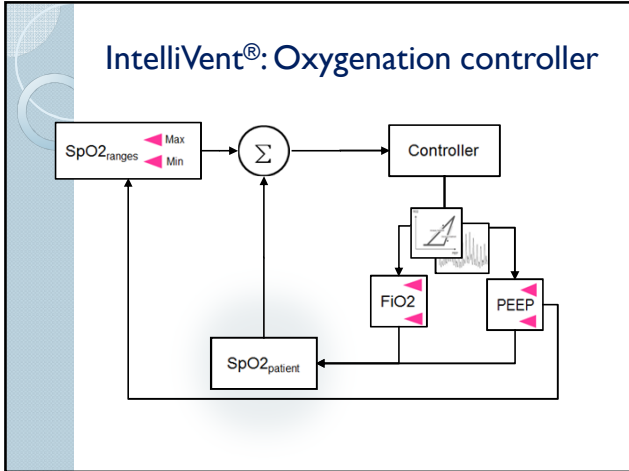 IntelliVent®: Oxygenation controller
SpO2ranges
Max
Min
Σ
Controller
FiO2
PEEP
SpO2patient